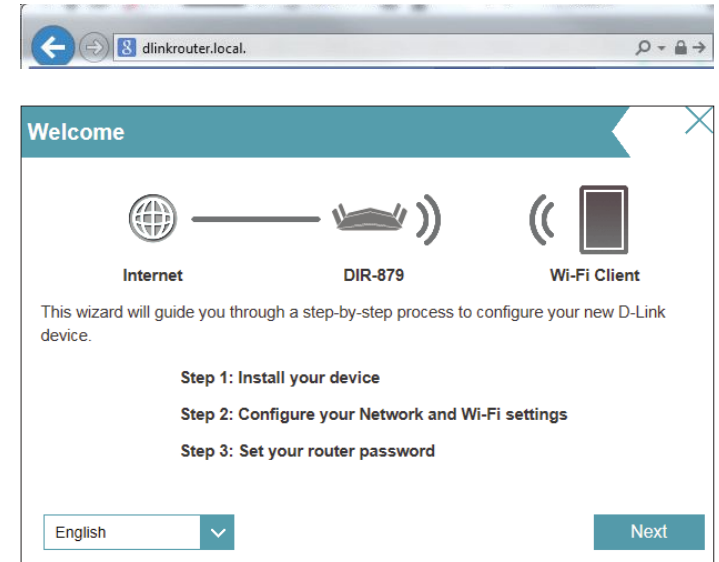 dlinkrouter.local.
Welcome
Internet DIR-879 Wi-Fi Client
This wizard will guide you through a step-by-step process to configure your new D-Link
device.
Step 1: Install your device
Step 2: Configure your Network and Wi-Fi settings
Step 3: Set your router password
English Next